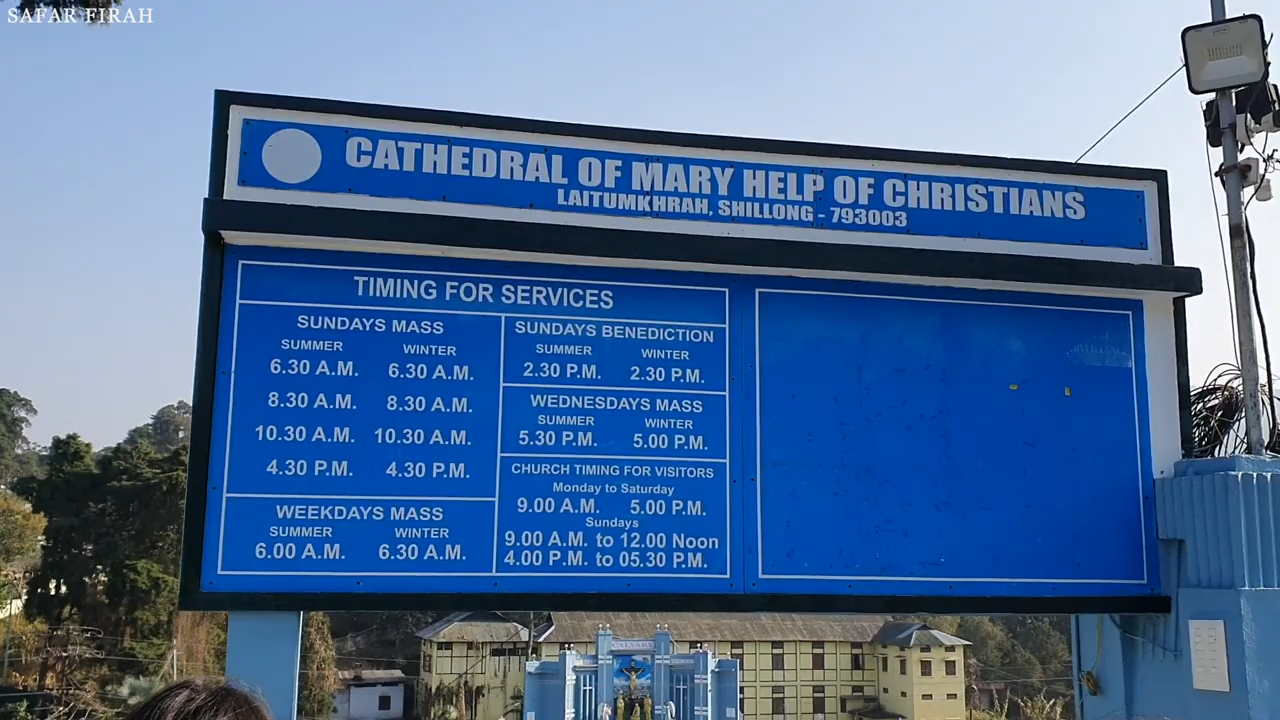 SAFAR FIRAH
CATHEDRAL OF MARY HELP OF CHRISTIANS
LAITUMKHRAH, SHILLONG - 793003
TIMING FOR SERVICES
SUNDAYS MASS
SUMMER WINTER
6.30 A.M. 6.30 A.M.
8.30 A.M. 8.30 A.M.
10.30 A.M. 10.30 A.M.
4.30 P.M. 4.30 P.M.
WEEKDAYS MASS
SUMMER WINTER
6.00 A.M. 6.30 A.M.
SUNDAYS BENEDICTION
SUMMER WINTER
2.30 P.M. 2.30 P.M.
WEDNESDAYS MASS
SUMMER WINTER
5.30 P.M. 5.00 P.M.
CHURCH TIMING FOR VISITORS
Monday to Saturday
9.00 A.M. 5.00 P.M.
Sundays
9.00 A.M. to 12.00 Noon
4.00 P.M. to 05.30 P.M.
CALVARY